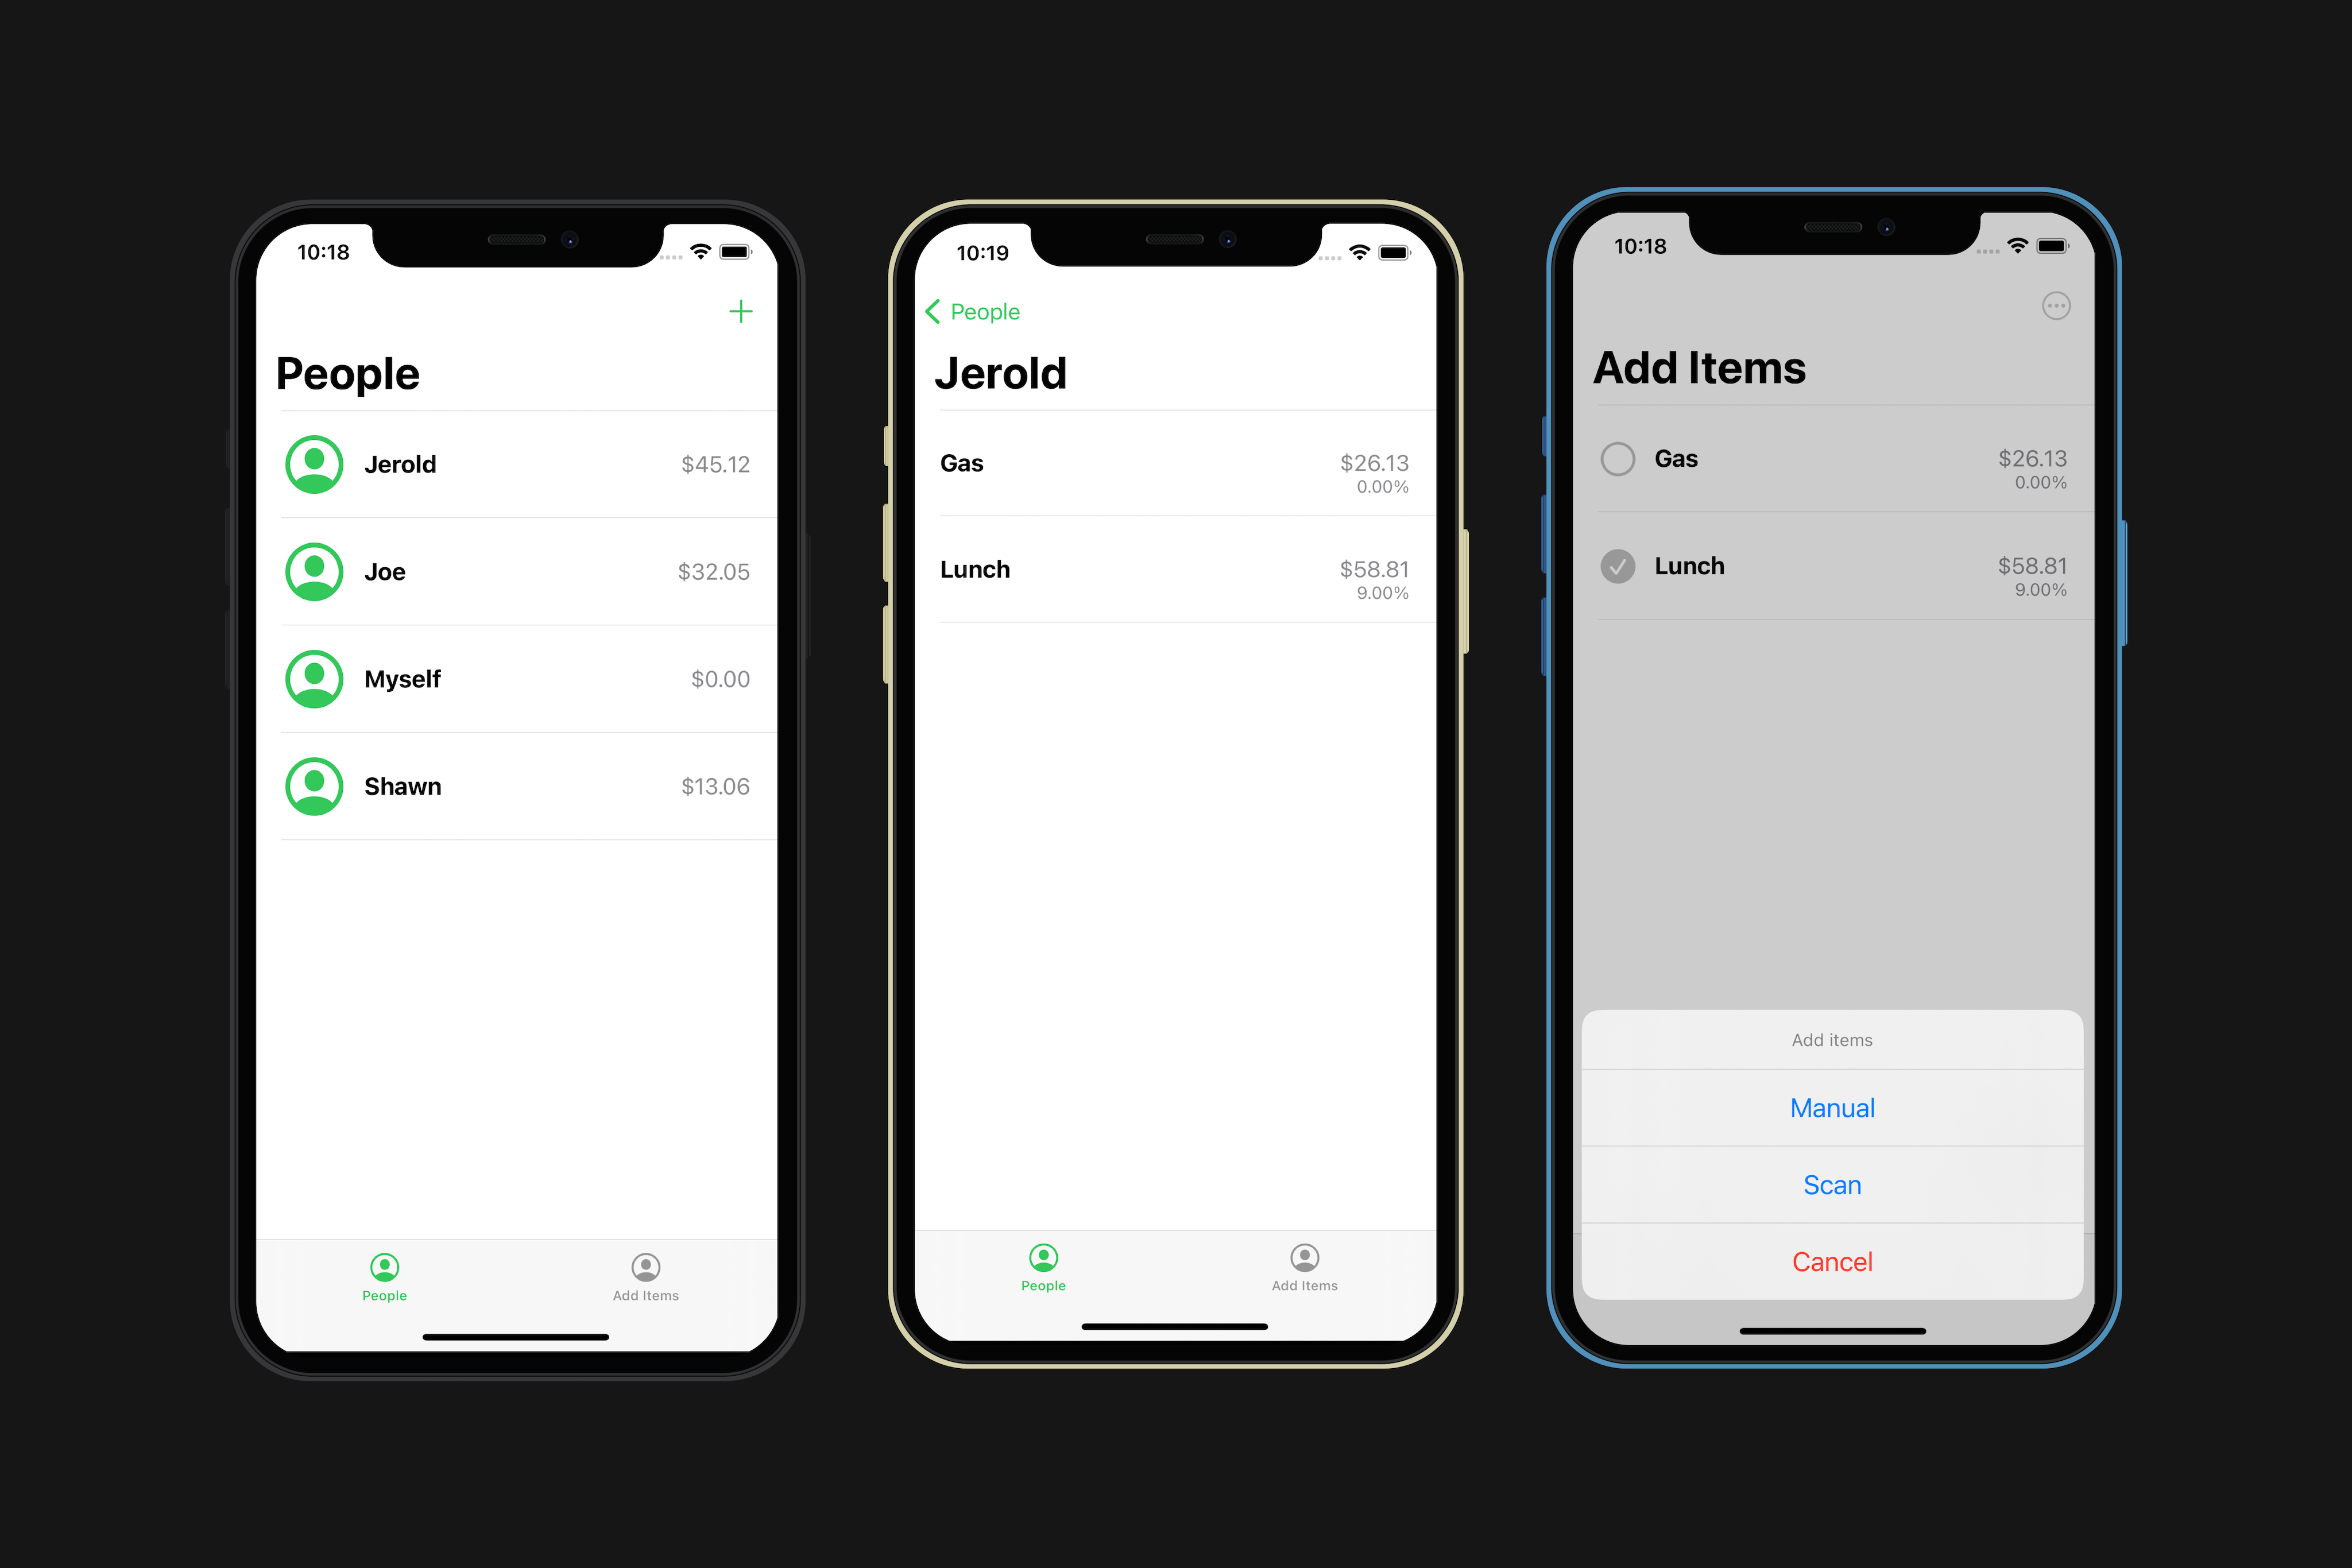 10:18
People
Jerold $45.12
Joe $32.05
Myself $0.00
Shawn $13.06
People Add Items
10:19
People
Jerold
Gas $26.13
0.00%
Lunch $58.81
9.00%
People Add Items
10:18
Add Items
Gas $26.13
0.00%
Lunch $58.81
9.00%
Add items
Manual
Scan
Cancel